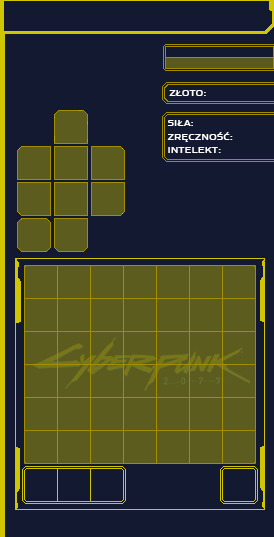 ZŁOTO:
SIŁA:
ZRĘCZNOŚĆ:
INTELEKT:
CYBERPUNK
2077